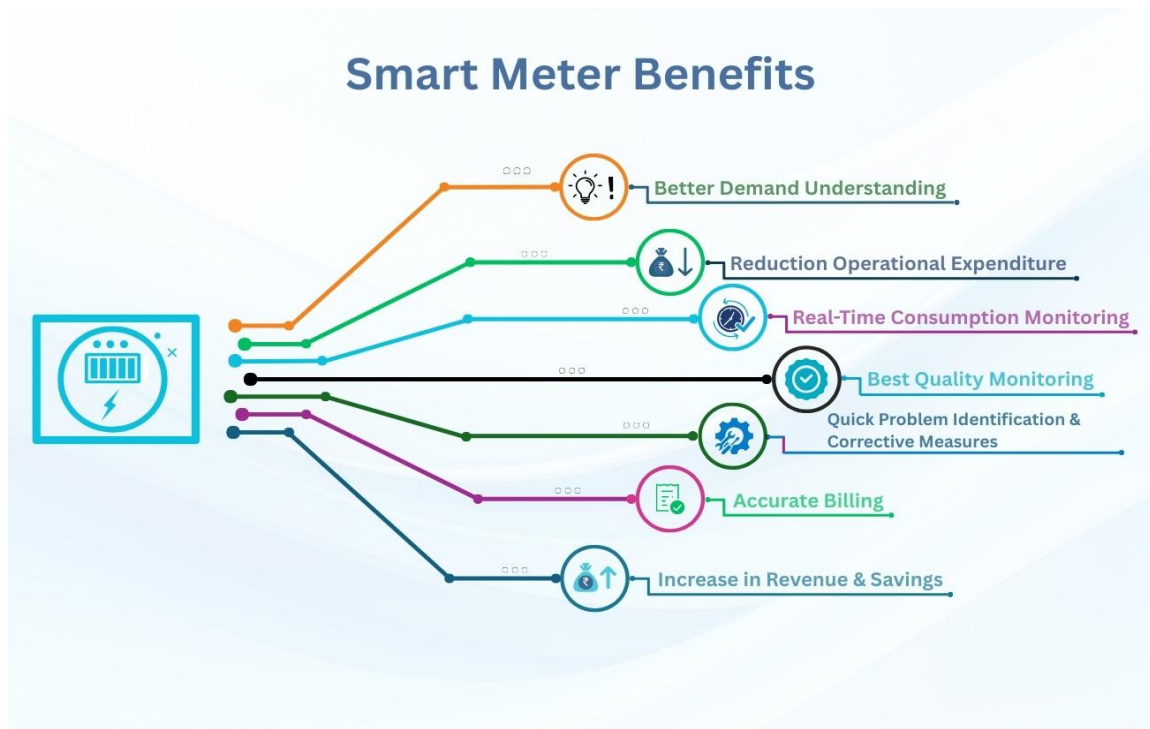 Smart Meter Benefits
Better Demand Understanding
Reduction Operational Expenditure
Real-Time Consumption Monitoring
Best Quality Monitoring
Quick Problem Identification &
Corrective Measures
Accurate Billing
Increase in Revenue & Savings